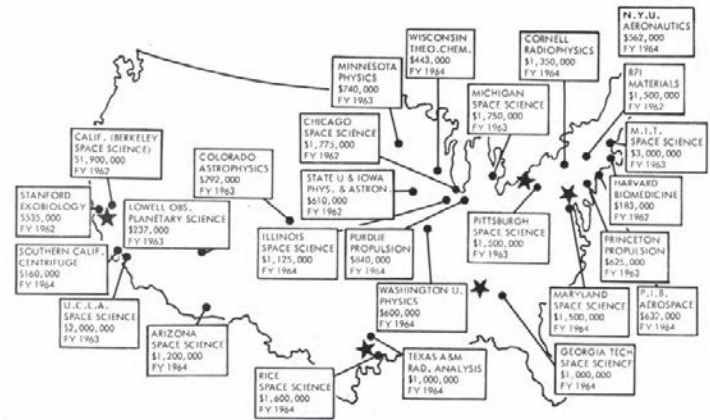 N.Y.U.
AERONAUTICS
$562,000
FY 1964
WISCONSIN
THEO.CHEM.
$443,000
FY 1964
CORNELL
RADIOPHYSICS
$1,350,000
FY 1964
MINNESOTA
PHYSICS
$740,000
FY 1963
RPI
MATERIALS
$1,500,000
FY 1962
MICHIGAN
SPACE SCIENCE
$1,750,000
FY 1963
CHICAGO
SPACE SCIENCE
$1,775,000
FY 1962
M.I.T.
SPACE SCIENCE
$3,000,000
FY 1963
CALIF. (BERKELEY
SPACE SCIENCE)
$1,900,000
FY 1962
COLORADO
ASTROPHYSICS
$792,000
FY 1963
STATE U & IOWA
PHYS. & ASTRON.
$610,000
FY 1962
HARVARD
BIOMEDICINE
$183,000
FY 1962
STANFORD
EXOBIOLOGY
$535,000
FY 1962
LOWELL OBS.
PLANETARY SCIENCE
$237,000
FY 1963
PITTSBURGH
SPACE SCIENCE
$1,500,000
FY 1963
ILLINOIS
SPACE SCIENCE
$1,125,000
FY 1964
PURDUE
PROPULSION
$840,000
FY 1964
PRINCETON
PROPULSION
$625,000
FY 1963
SOUTHERN CALIF.
CENTRIFUGE
$160,000
FY 1964
WASHINGTON U.
PHYSICS
$600,000
FY 1964
MARYLAND
SPACE SCIENCE
$1,500,000
FY 1964
P.I.B.
AEROSPACE
$632,000
FY 1964
U.C.L.A.
SPACE SCIENCE
$2,000,000
FY 1963
ARIZONA
SPACE SCIENCE
$1,200,000
FY 1964
GEORGIA TECH
SPACE SCIENCE
$1,000,000
FY 1964
RICE
SPACE SCIENCE
$1,600,000
FY 1964
TEXAS A&M
RAD. ANALYSIS
$1,000,000
FY 1964